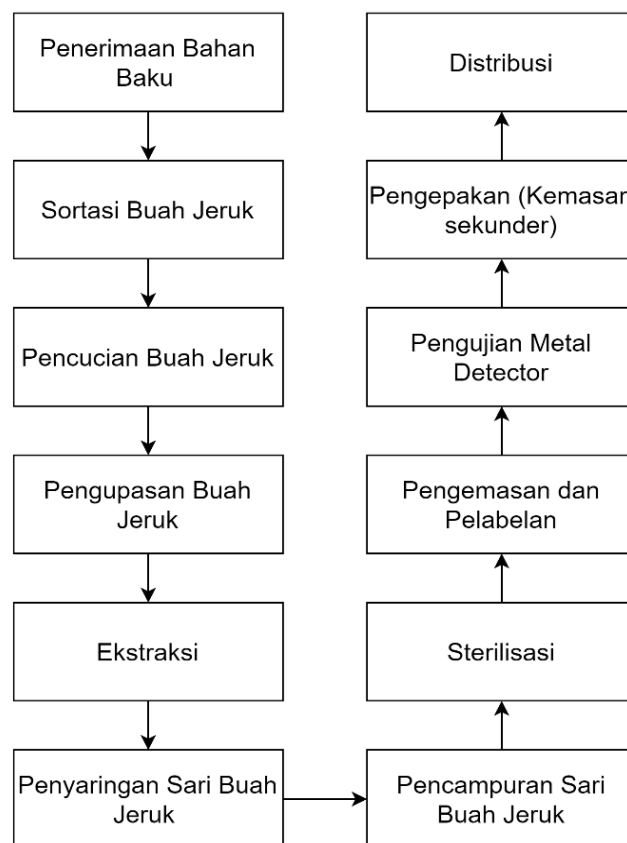 Penerimaan Bahan
Baku
Sortasi Buah Jeruk
Pencucian Buah Jeruk
Pengupasan Buah
Jeruk
Ekstraksi
Penyaringan Sari Buah
Jeruk
Pencampuran Sari
Buah Jeruk
Sterilisasi
Pengemasan dan
Pelabelan
Pengujian Metal
Detector
Pengepakan (Kemasan
sekunder)
Distribusi